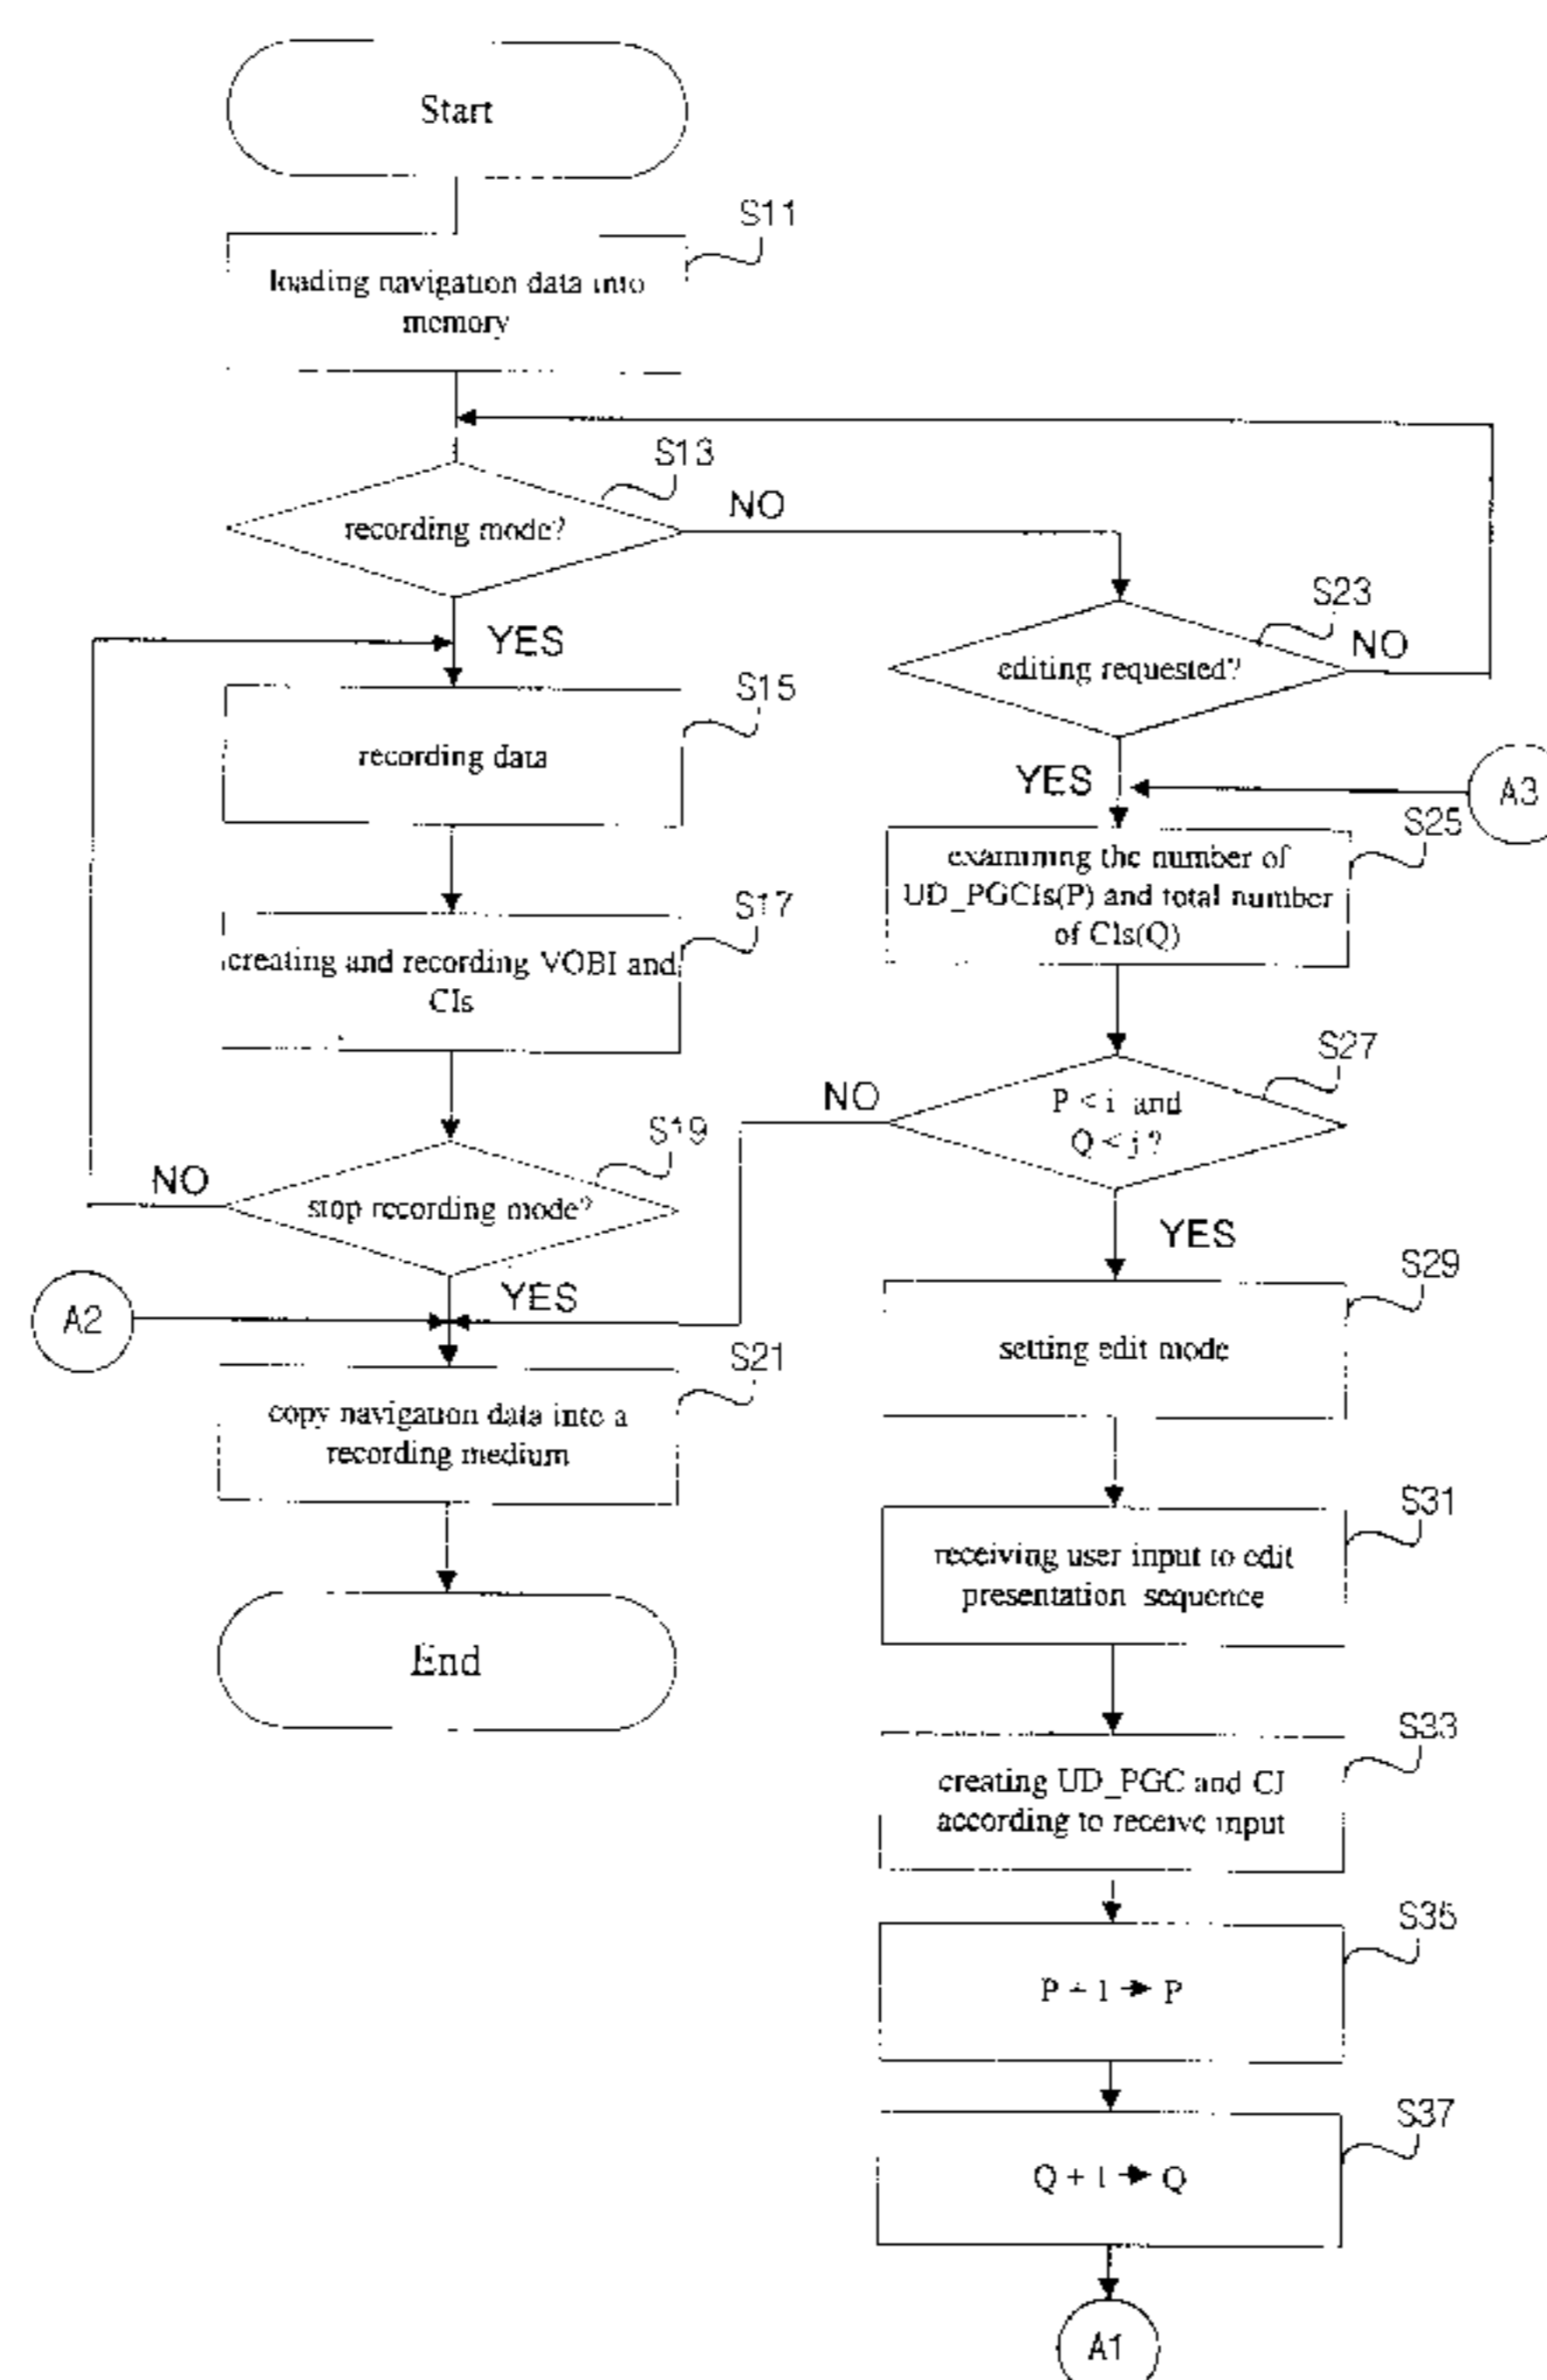 Start
S11
loading navigation data into
memory
S13
recording mode?
NO
YES
S15
recording data
S17
creating and recording VOBI and
CIs
S19
stop recording mode?
NO
YES
A2
S21
copy navigation data into a
recording medium
End
S23
editing requested?
NO
YES
A3
S25
examining the number of
UD_PGCIs(P) and total number
of CIs(Q)
S27
P < i and
Q < j ?
NO
YES
S29
setting edit mode
S31
receiving user input to edit
presentation sequence
S33
creating UD_PGC and CI
according to receive input
S35
P + 1 → P
S37
Q + 1 → Q
A1